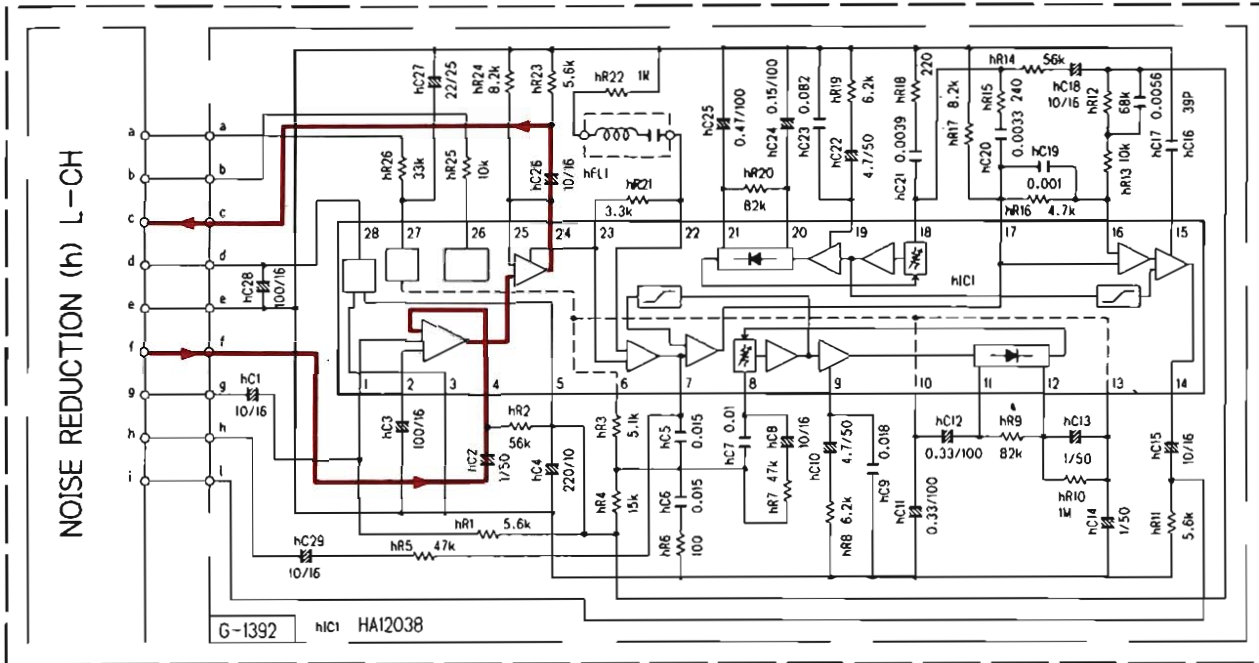 NOISE REDUCTION (h) L-CH
a
b
c
d
e
f
g
h
i
a
b
c
d
e
f
g
h
i
hC27
22/25
hR24
8.2k
hR23
5.6k
hR22
1M
hFL1
hR26
33k
hR25
10k
hC26
10/16
hR21
3.3k
hC25
0.47/100
hC24
0.15/100
hC23
0.082
hR19
6.2k
hC22
4.7/50
hR20
82k
hR18
220
hC21
0.0039
hR17
8.2k
hR14
56k
hC18
10/16
hR15
240
hC20
0.0033
hC19
0.001
hR16
4.7k
hR12
68k
hR13
10k
hC17
0.0056
hC16
39P
28
27
26
25
24
23
22
21
20
19
18
17
16
15
hIC1
hC28
100/16
1
2
3
4
5
6
7
8
9
10
11
12
13
14
hC1
10/16
hC3
100/16
hC2
1/50
hR2
56k
hC4
220/10
hR3
5.1k
hR4
15k
hC5
0.015
hC6
0.015
hR6
100
hC7
0.01
hC8
10/16
hR7
47k
hC10
4.7/50
hR8
6.2k
hC9
0.018
hC11
0.33/100
hC12
0.33/100
hR9
82k
hC13
1/50
hR10
1M
hC14
1/50
hC15
10/16
hR11
5.6k
hR1
5.6k
hC29
10/16
hR5
47k
G-1392
hIC1
HA12038